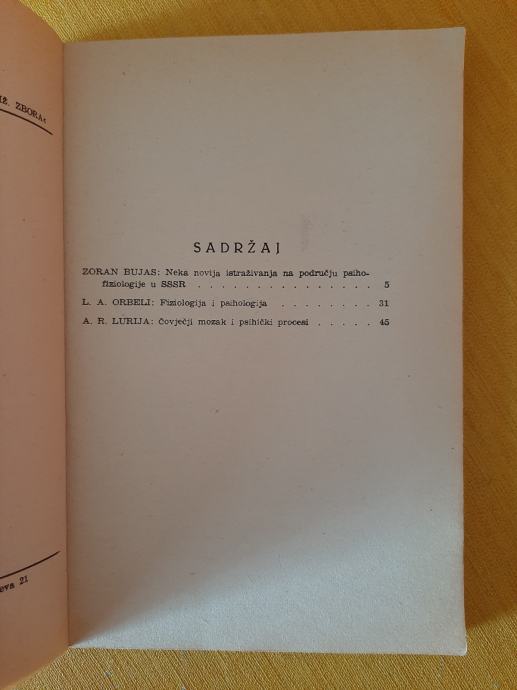 IŽ. ZBORA"
SADRŽAJ
ZORAN BUJAS: Neka novija istraživanja na području psiho-
fiziologije u SSSR . . . . . . . . . . . . . . . 5
L. A. ORBELI: Fiziologija i psihologija . . . . . . . . 31
A. R. LURIJA: Čovječji mozak i psihički procesi . . . . . 45
eva 21